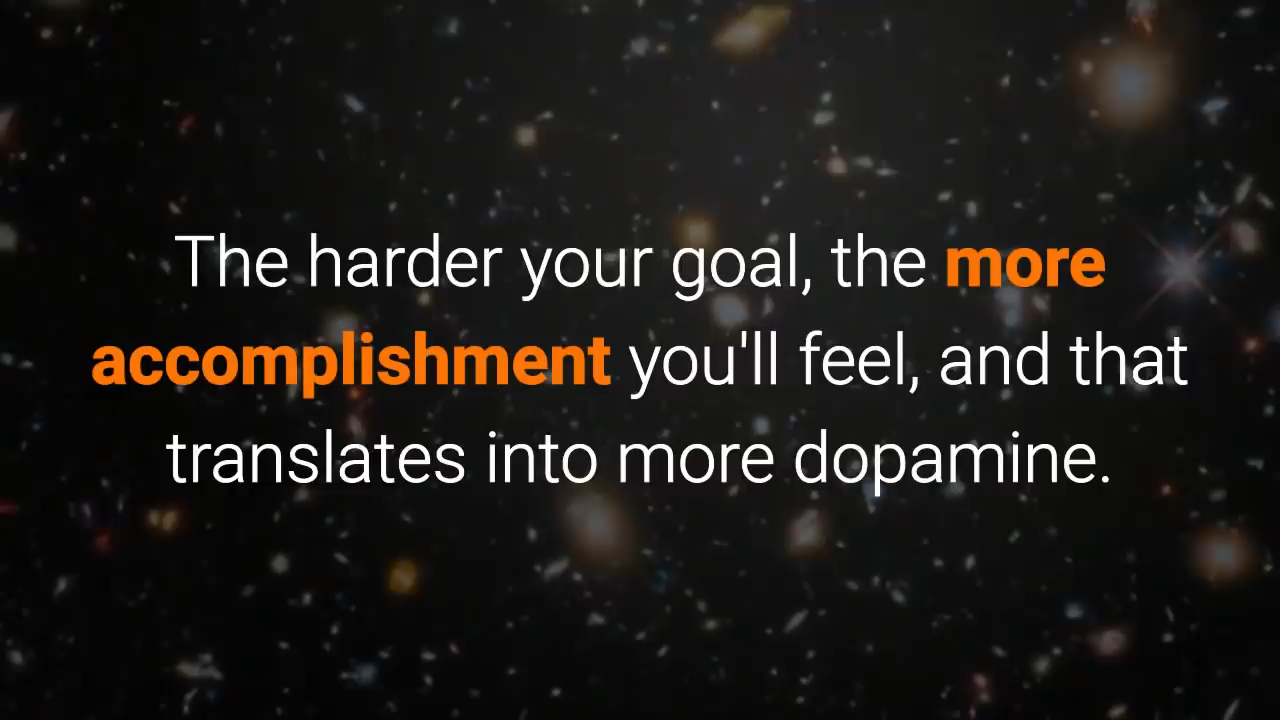 The harder your goal, the more
accomplishment you'll feel, and that
translates into more dopamine.